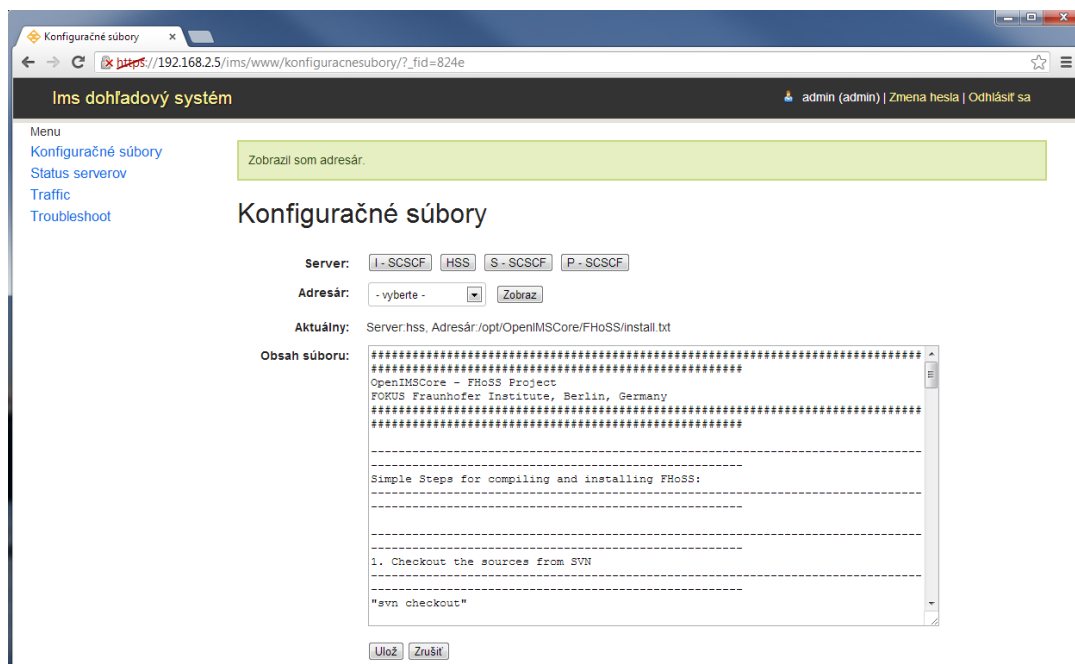 Konfiguračné súbory
https://192.168.2.5/ims/www/konfiguracnesubory/?_fid=824e
Ims dohľadový systém
admin (admin) | Zmena hesla | Odhlásiť sa
Menu
Konfiguračné súbory
Status serverov
Traffic
Troubleshoot
Zobrazil som adresár.
Konfiguračné súbory
Server: I - SCSCF HSS S - SCSCF P - SCSCF
Adresár: - vyberte - Zobraz
Aktuálny: Server:hss, Adresár:/opt/OpenIMSCore/FHoSS/install.txt
Obsah súboru:
################################################################################
######################################################
OpenIMSCore - FHoSS Project
FOKUS Fraunhofer Institute, Berlin, Germany
################################################################################
######################################################
--------------------------------------------------------------------------------
------------------------------------------------------
Simple Steps for compiling and installing FHoSS:
--------------------------------------------------------------------------------
------------------------------------------------------
--------------------------------------------------------------------------------
------------------------------------------------------
1. Checkout the sources from SVN
--------------------------------------------------------------------------------
------------------------------------------------------
"svn checkout"
Ulož Zrušiť